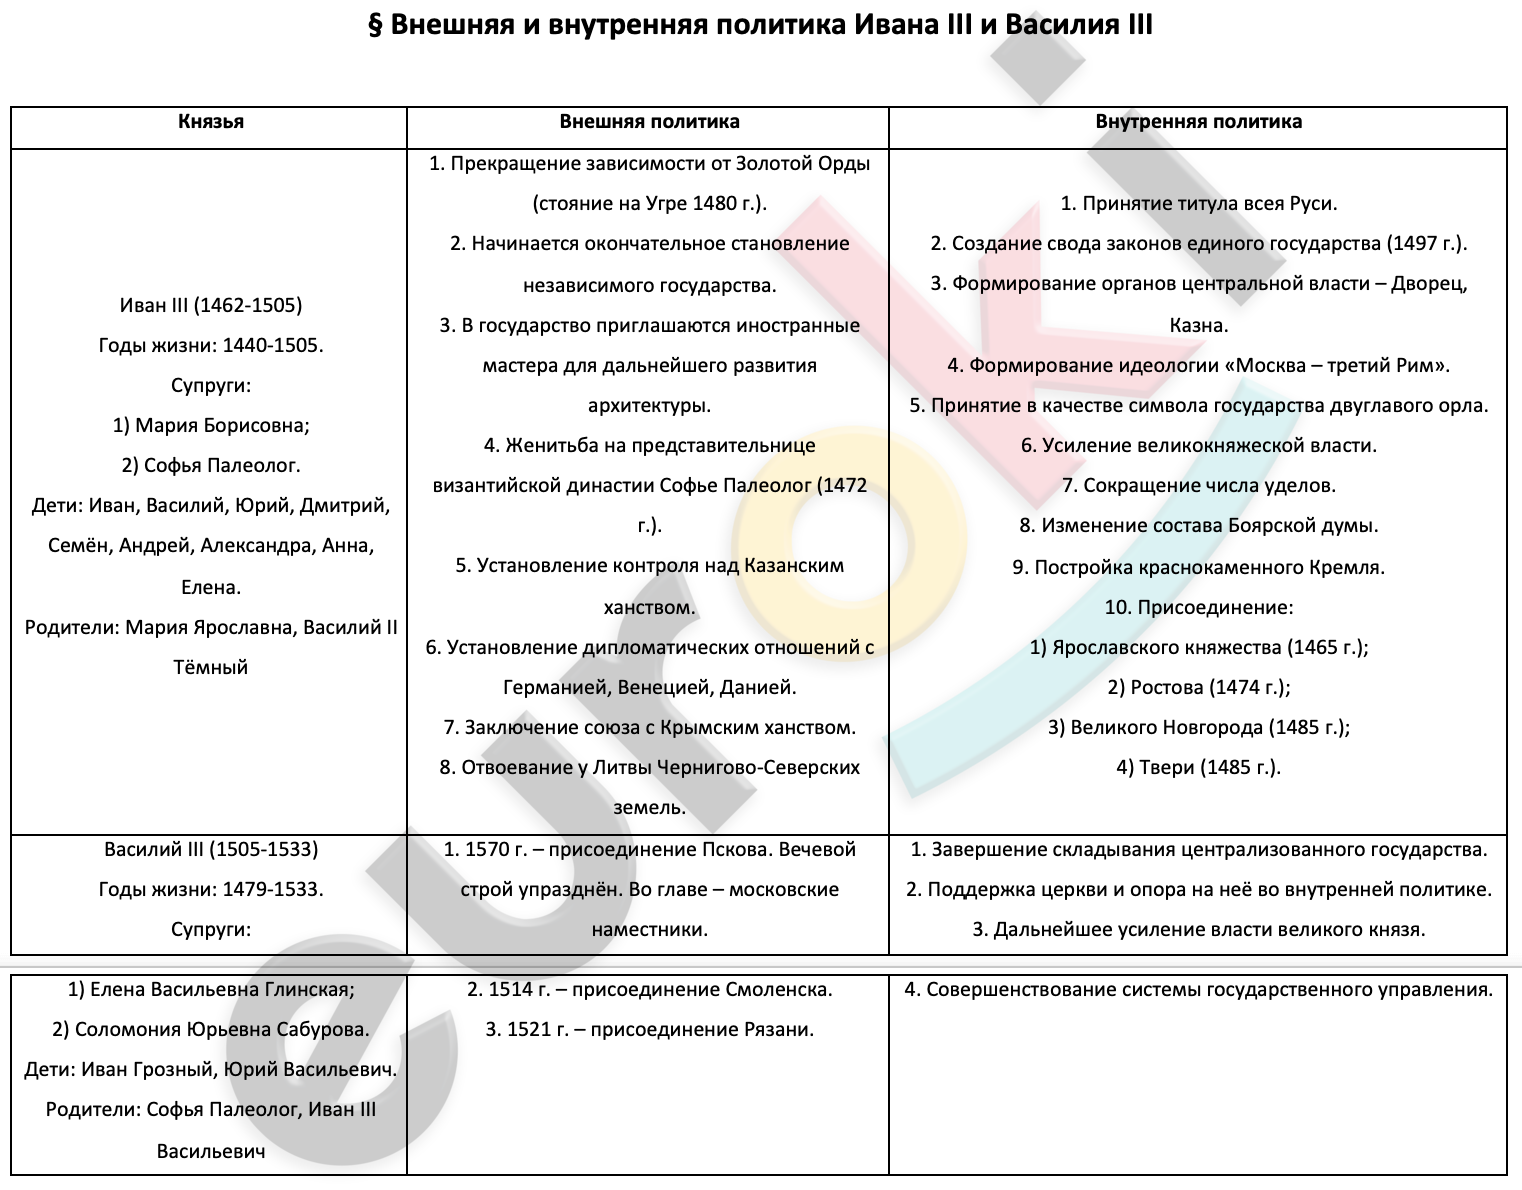 § Внешняя и внутренняя политика Ивана III и Василия III
Князья
Внешняя политика
Внутренняя политика
Иван III (1462-1505)
Годы жизни: 1440-1505.
Супруги:
1) Мария Борисовна;
2) Софья Палеолог.
Дети: Иван, Василий, Юрий, Дмитрий,
Семён, Андрей, Александра, Анна,
Елена.
Родители: Мария Ярославна, Василий II
Тёмный
1. Прекращение зависимости от Золотой Орды
(стояние на Угре 1480 г.).
2. Начинается окончательное становление
независимого государства.
3. В государство приглашаются иностранные
мастера для дальнейшего развития
архитектуры.
4. Женитьба на представительнице
византийской династии Софье Палеолог (1472
г.).
5. Установление контроля над Казанским
ханством.
6. Установление дипломатических отношений с
Германией, Венецией, Данией.
7. Заключение союза с Крымским ханством.
8. Отвоевание у Литвы Чернигово-Северских
земель.
1. Принятие титула всея Руси.
2. Создание свода законов единого государства (1497 г.).
3. Формирование органов центральной власти – Дворец,
Казна.
4. Формирование идеологии «Москва – третий Рим».
5. Принятие в качестве символа государства двуглавого орла.
6. Усиление великокняжеской власти.
7. Сокращение числа уделов.
8. Изменение состава Боярской думы.
9. Постройка краснокаменного Кремля.
10. Присоединение:
1) Ярославского княжества (1465 г.);
2) Ростова (1474 г.);
3) Великого Новгорода (1485 г.);
4) Твери (1485 г.).
Василий III (1505-1533)
Годы жизни: 1479-1533.
Супруги:
1. 1570 г. – присоединение Пскова. Вечевой
строй упразднён. Во главе – московские
наместники.
1. Завершение складывания централизованного государства.
2. Поддержка церкви и опора на неё во внутренней политике.
3. Дальнейшее усиление власти великого князя.
1) Елена Васильевна Глинская;
2) Соломония Юрьевна Сабурова.
Дети: Иван Грозный, Юрий Васильевич.
Родители: Софья Палеолог, Иван III
Васильевич
2. 1514 г. – присоединение Смоленска.
3. 1521 г. – присоединение Рязани.
4. Совершенствование системы государственного управления.
euroki